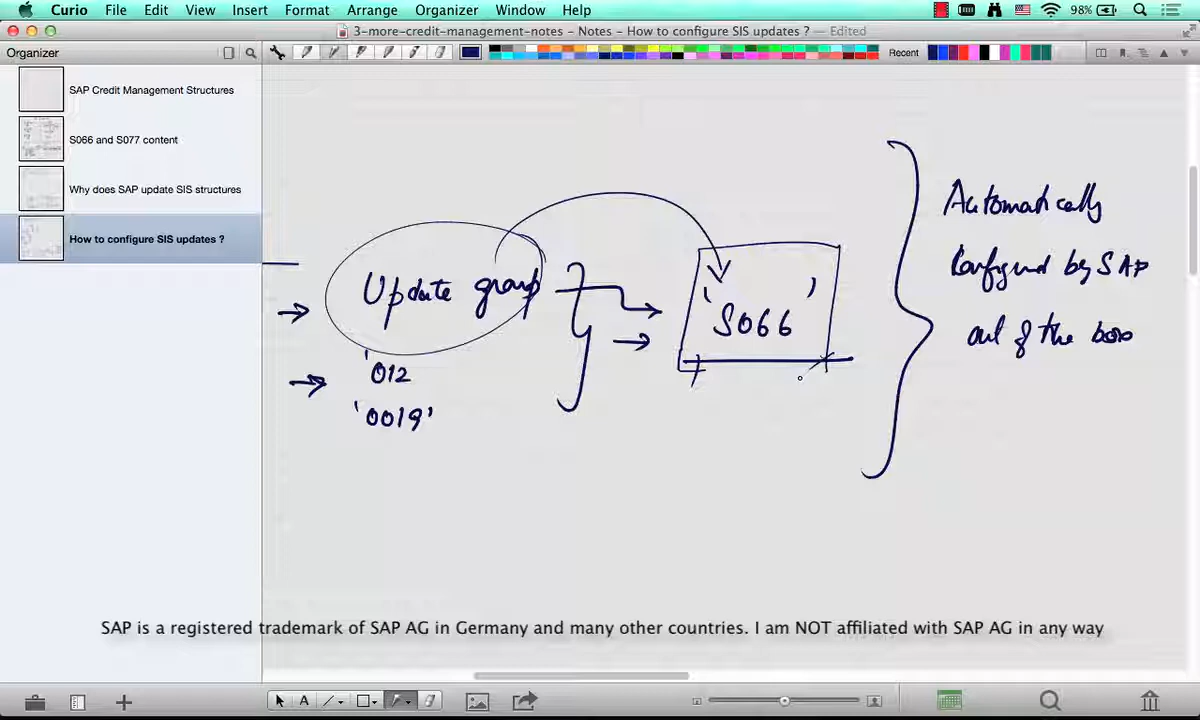 Curio File Edit View Insert Format Arrange Organizer Window Help 98%
3-more-credit-management-notes – Notes – How to configure SIS updates ? — Edited
Organizer
Recent
SAP Credit Management Structures
S066 and S077 content
Why does SAP update SIS structures
How to configure SIS updates ?
Update group
'012
'0019'
'S066'
Automatically
Configured by SAP
out of the box
SAP is a registered trademark of SAP AG in Germany and many other countries. I am NOT affiliated with SAP AG in any way
A